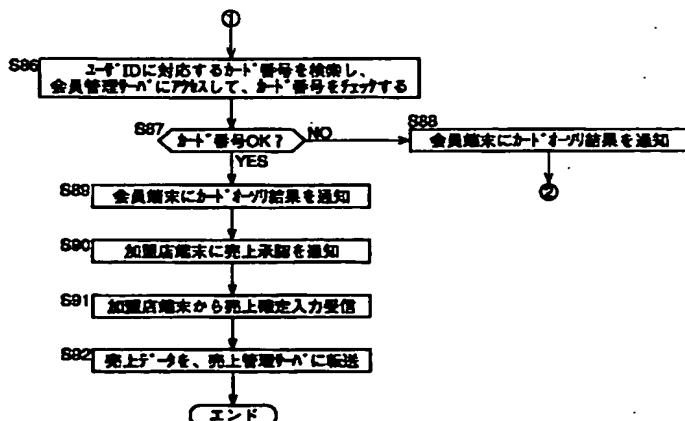 ①
S86
ユーザIDに対応するカード番号を検索し、
会員管理サーバにアクセスして、カード番号をチェックする
S87
カード番号OK?
NO
S88
会員端末にカードオーソリ結果を通知
YES
②
S89
会員端末にカードオーソリ結果を通知
S90
加盟店端末に売上承認を通知
S91
加盟店端末から売上確定入力受信
S92
売上データを、売上管理サーバに転送
エンド